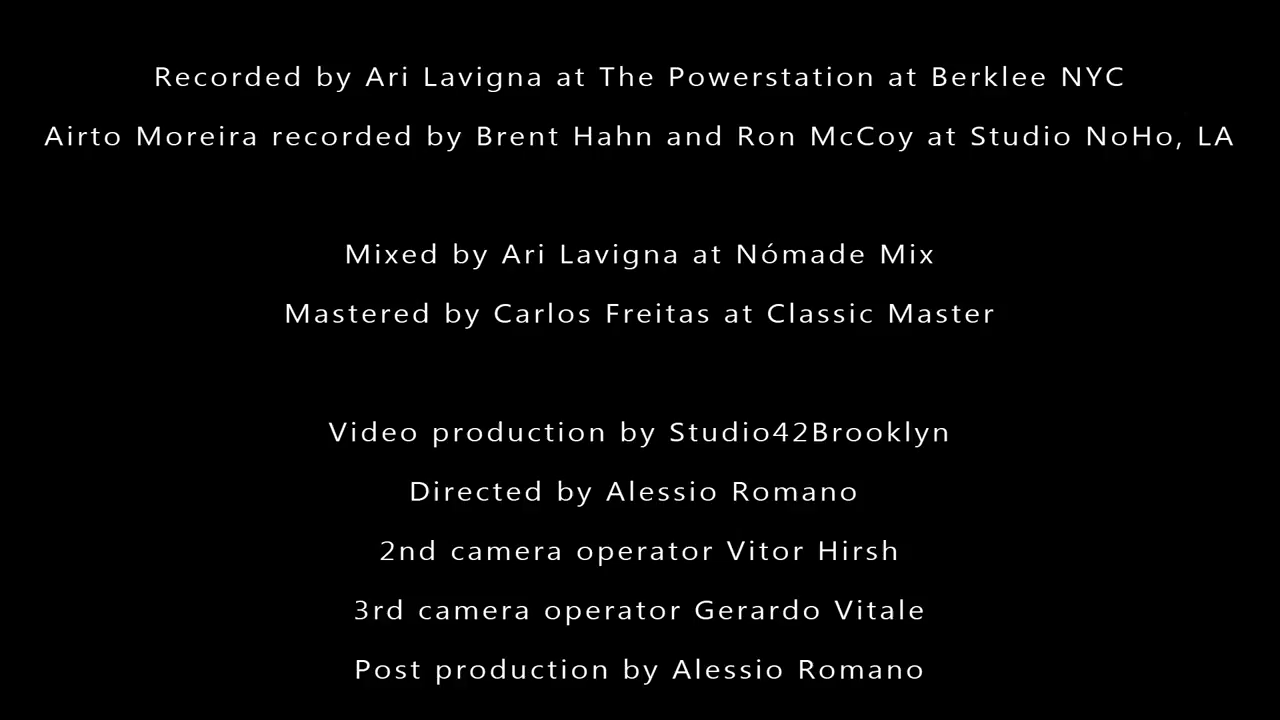 Recorded by Ari Lavigna at The Powerstation at Berklee NYC
Airto Moreira recorded by Brent Hahn and Ron McCoy at Studio NoHo, LA
Mixed by Ari Lavigna at Nómade Mix
Mastered by Carlos Freitas at Classic Master
Video production by Studio42Brooklyn
Directed by Alessio Romano
2nd camera operator Vitor Hirsh
3rd camera operator Gerardo Vitale
Post production by Alessio Romano